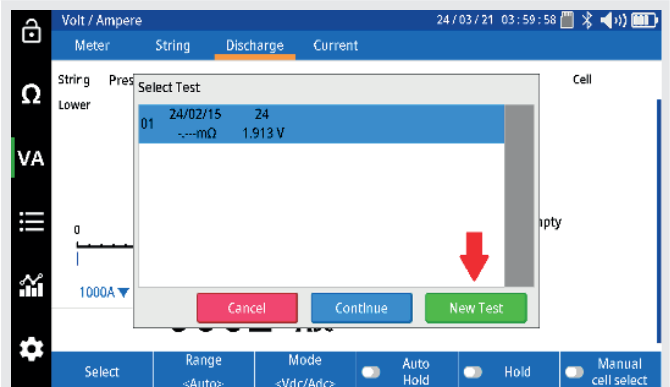 Volt / Ampere
24/03/21 03:59:58
Meter String Discharge Current
String Pres
Cell
Lower
Select Test
01 24/02/15 24
-.---mΩ 1.913 V
Ω
VA
0
1000A
Cancel Continue New Test
Select
Range
<Auto>
Mode
<Vdc/Adc>
Auto
Hold
Hold
Manual
cell select